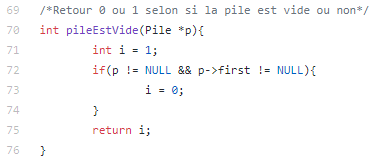 69 /*Retour 0 ou 1 selon si la pile est vide ou non*/
70 int pileEstVide(Pile *p){
71 int i = 1;
72 if(p != NULL && p->first != NULL){
73 i = 0;
74 }
75 return i;
76 }